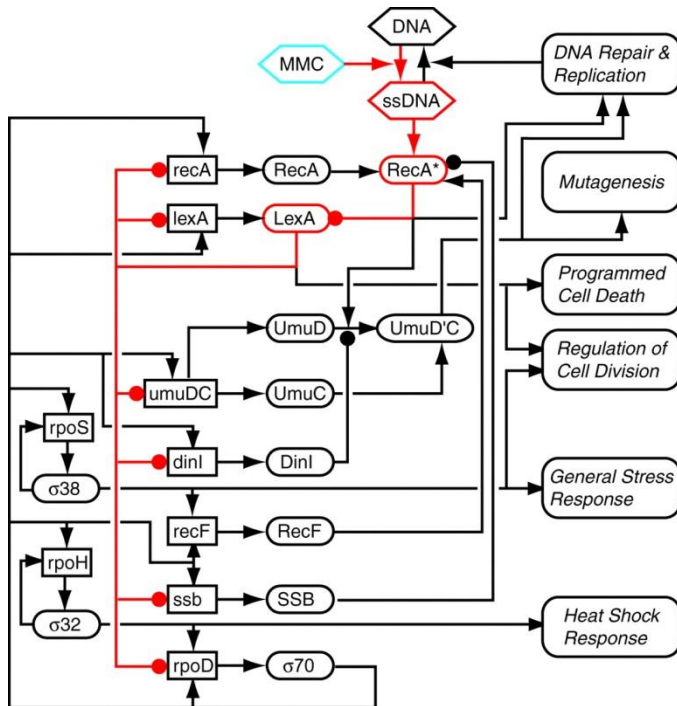 DNA
MMC
DNA Repair &
Replication
ssDNA
recA
RecA
RecA*
Mutagenesis
lexA
LexA
Programmed
Cell Death
UmuD
UmuD'C
Regulation of
Cell Division
umuDC
UmuC
rpoS
dinI
DinI
σ38
General Stress
Response
recF
RecF
rpoH
ssb
SSB
σ32
Heat Shock
Response
rpoD
σ70